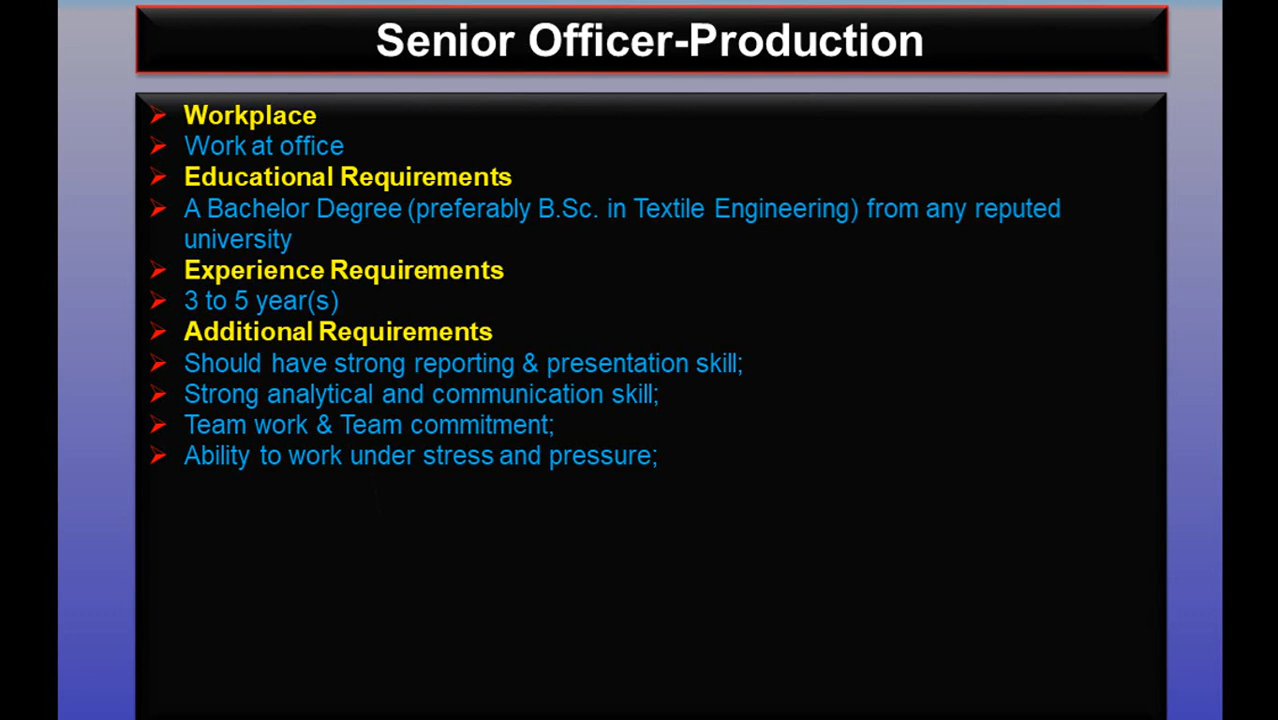 Senior Officer-Production
Workplace
Work at office
Educational Requirements
A Bachelor Degree (preferably B.Sc. in Textile Engineering) from any reputed
university
Experience Requirements
3 to 5 year(s)
Additional Requirements
Should have strong reporting & presentation skill;
Strong analytical and communication skill;
Team work & Team commitment;
Ability to work under stress and pressure;